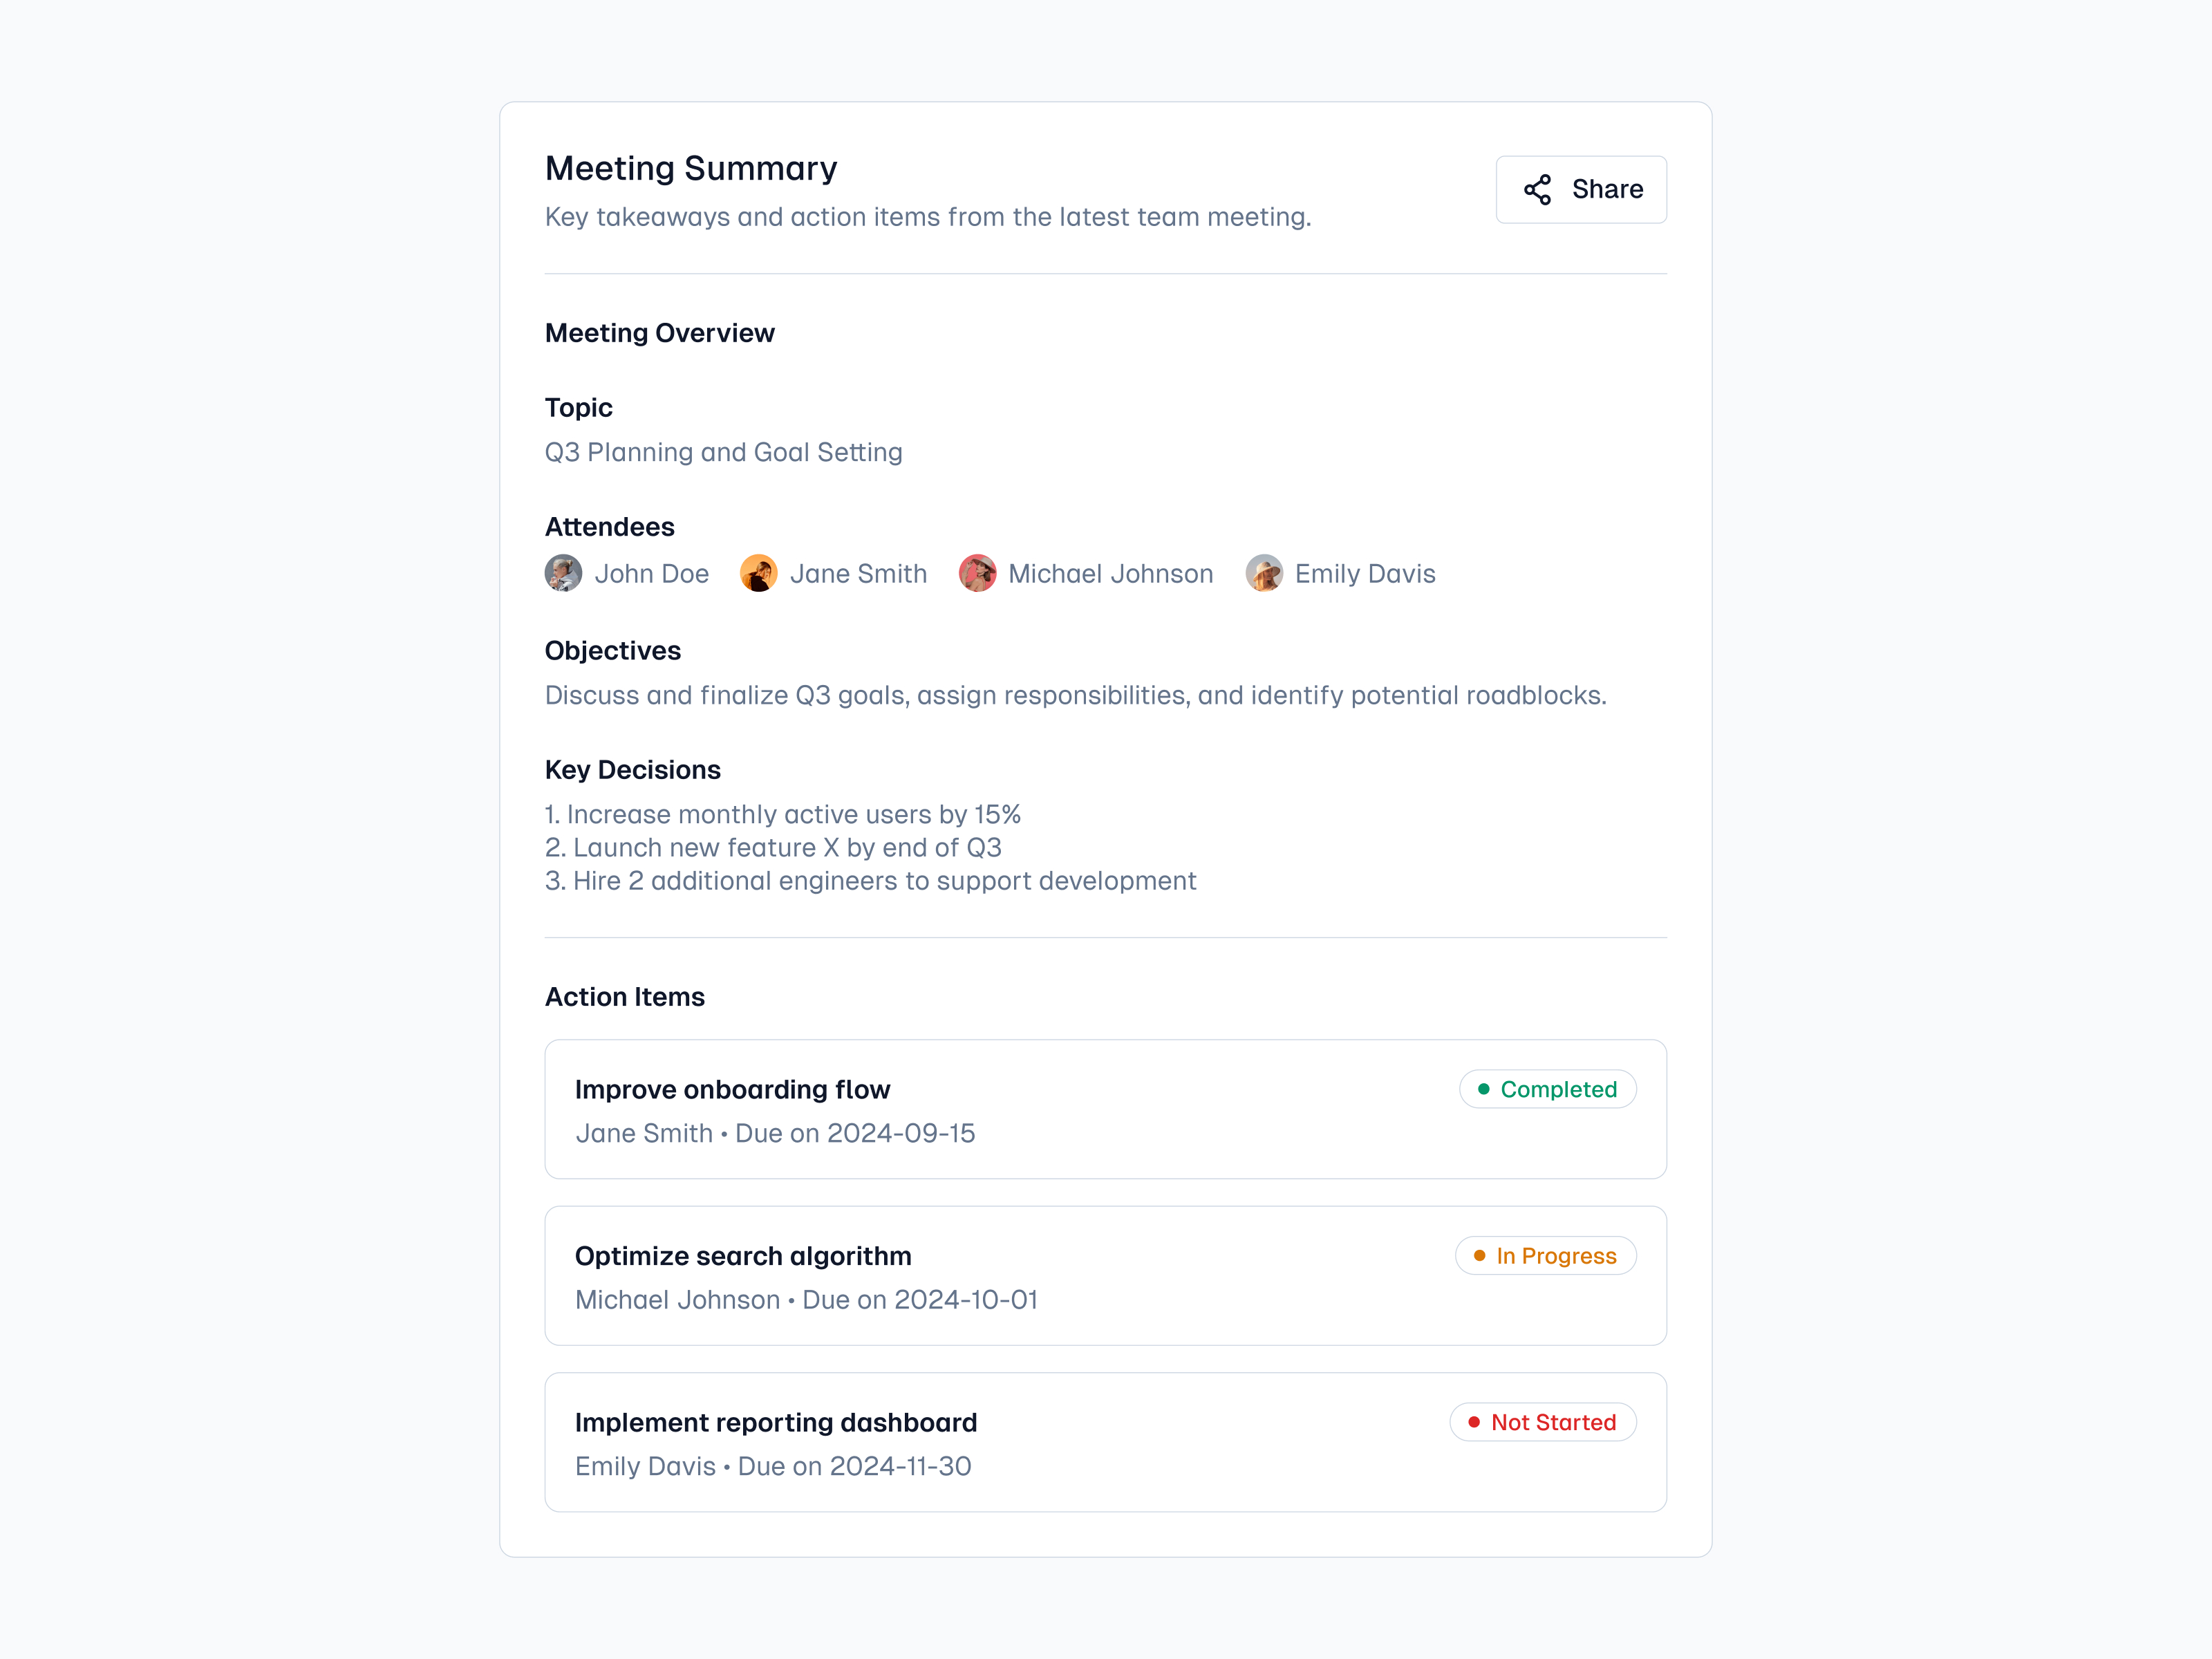 Meeting Summary
Share
Key takeaways and action items from the latest team meeting.
Meeting Overview
Topic
Q3 Planning and Goal Setting
Attendees
John Doe Jane Smith Michael Johnson Emily Davis
Objectives
Discuss and finalize Q3 goals, assign responsibilities, and identify potential roadblocks.
Key Decisions
1. Increase monthly active users by 15%
2. Launch new feature X by end of Q3
3. Hire 2 additional engineers to support development
Action Items
Improve onboarding flow
Completed
Jane Smith • Due on 2024-09-15
Optimize search algorithm
In Progress
Michael Johnson • Due on 2024-10-01
Implement reporting dashboard
Not Started
Emily Davis • Due on 2024-11-30